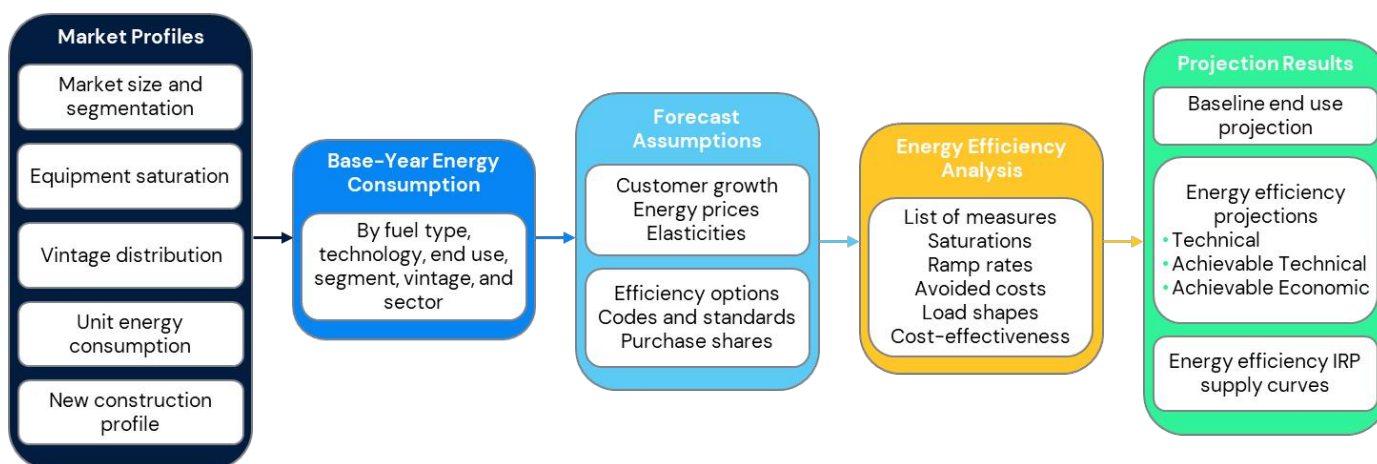 Market Profiles
Market size and
segmentation
Equipment saturation
Vintage distribution
Unit energy
consumption
New construction
profile
Base-Year Energy
Consumption
By fuel type,
technology, end use,
segment, vintage, and
sector
Forecast
Assumptions
Customer growth
Energy prices
Elasticities
Efficiency options
Codes and standards
Purchase shares
Energy Efficiency
Analysis
List of measures
Saturations
Ramp rates
Avoided costs
Load shapes
Cost-effectiveness
Projection Results
Baseline end use
projection
Energy efficiency
projections
• Technical
• Achievable Technical
• Achievable Economic
Energy efficiency IRP
supply curves